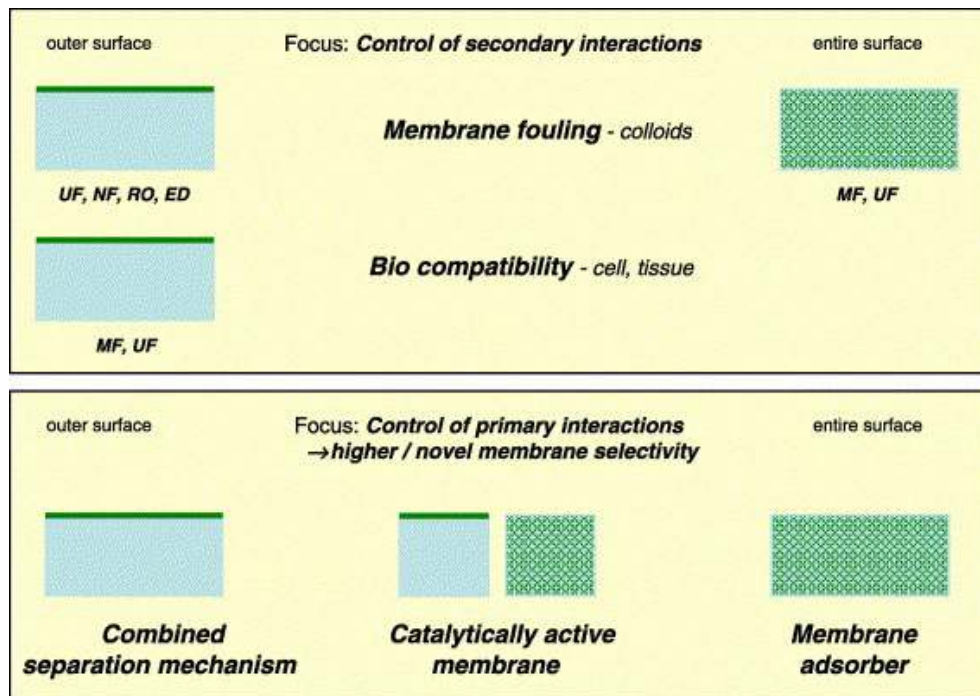 outer surface
Focus: Control of secondary interactions
entire surface
Membrane fouling - colloids
UF, NF, RO, ED
MF, UF
Bio compatibility - cell, tissue
MF, UF
outer surface
Focus: Control of primary interactions
→higher / novel membrane selectivity
entire surface
Combined
separation mechanism
Catalytically active
membrane
Membrane
adsorber